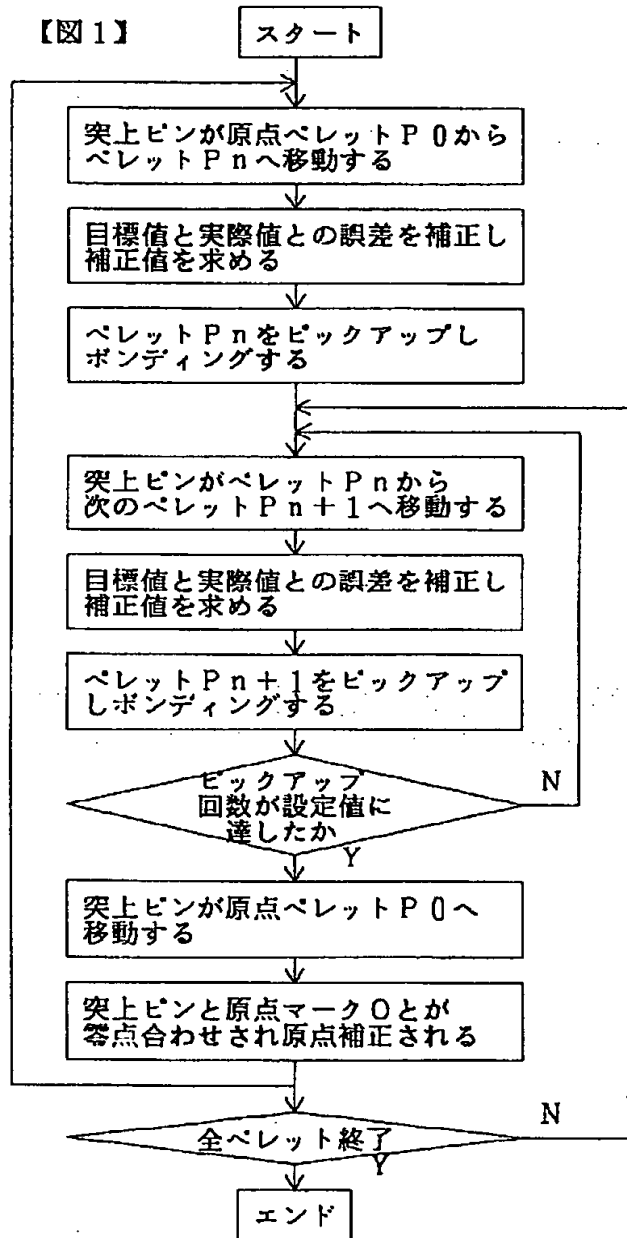 【図1】
スタート
突上ピンが原点ペレットP0から
ペレットPnへ移動する
目標値と実際値との誤差を補正し
補正値を求める
ペレットPnをピックアップし
ボンディングする
突上ピンがペレットPnから
次のペレットPn+1へ移動する
目標値と実際値との誤差を補正し
補正値を求める
ペレットPn+1をピックアップ
しボンディングする
ピックアップ
回数が設定値に
達したか
N
Y
突上ピンが原点ペレットP0へ
移動する
突上ピンと原点マークOとが
零点合わせされ原点補正される
全ペレット終了
N
Y
エンド